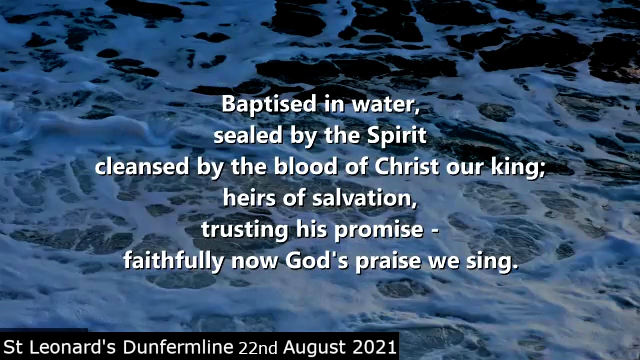 Baptised in water,
sealed by the Spirit
cleansed by the blood of Christ our king;
heirs of salvation,
trusting his promise -
faithfully now God's praise we sing.
St Leonard's Dunfermline 22nd August 2021